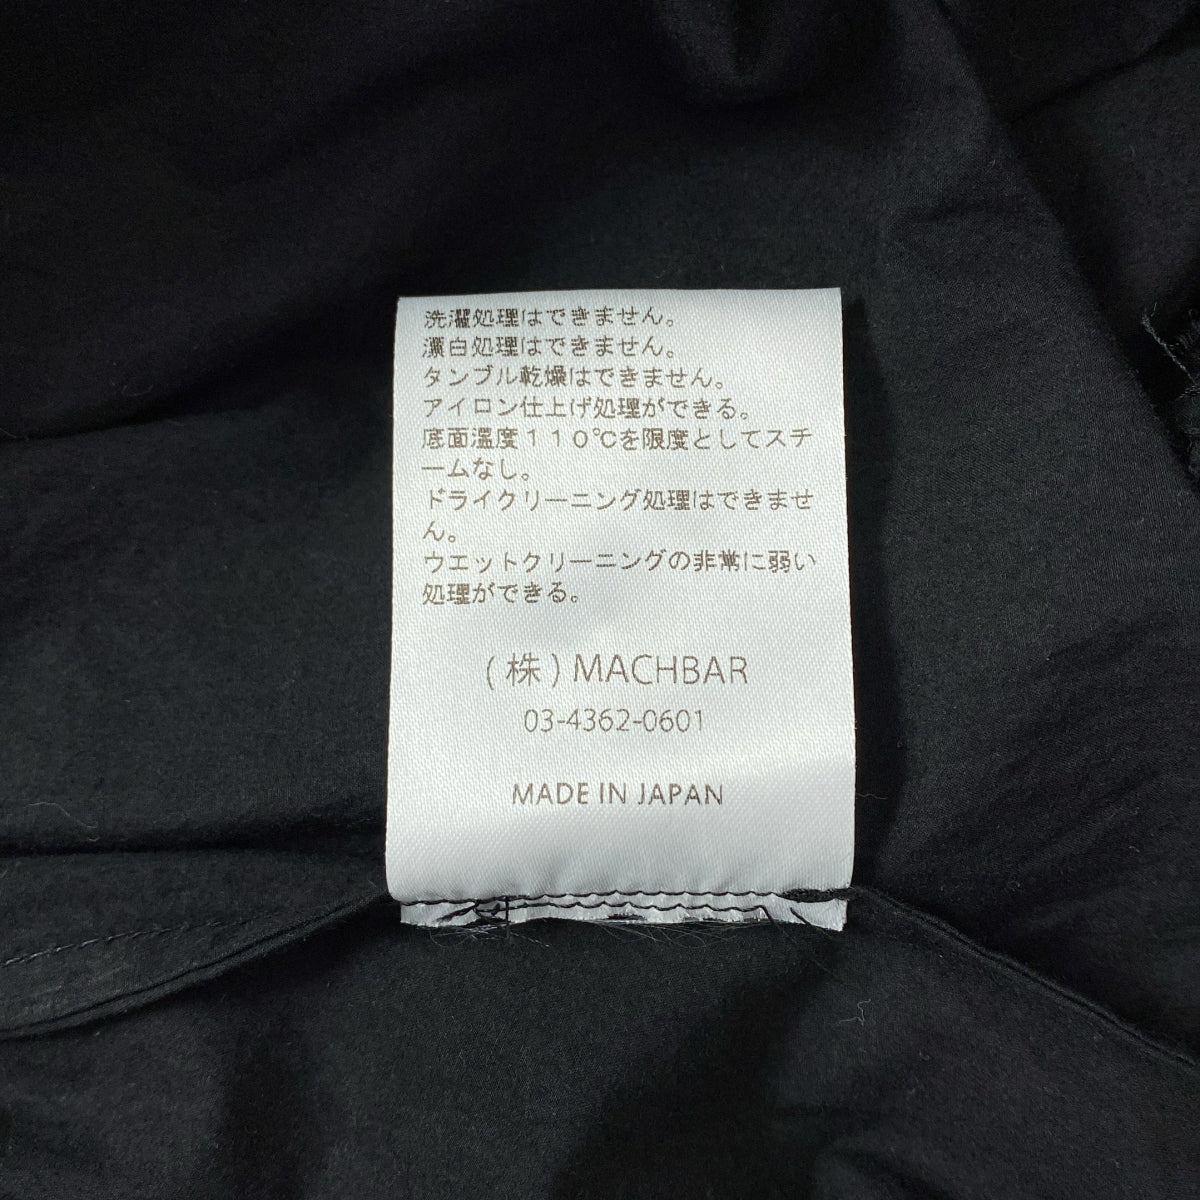 洗濯処理はできません。
漂白処理はできません。
タンブル乾燥はできません。
アイロン仕上げ処理ができる。
底面温度１１０℃を限度としてスチ
ームなし。
ドライクリーニング処理はできませ
ん。
ウエットクリーニングの非常に弱い
処理ができる。
(株) MACHBAR
03-4362-0601
MADE IN JAPAN